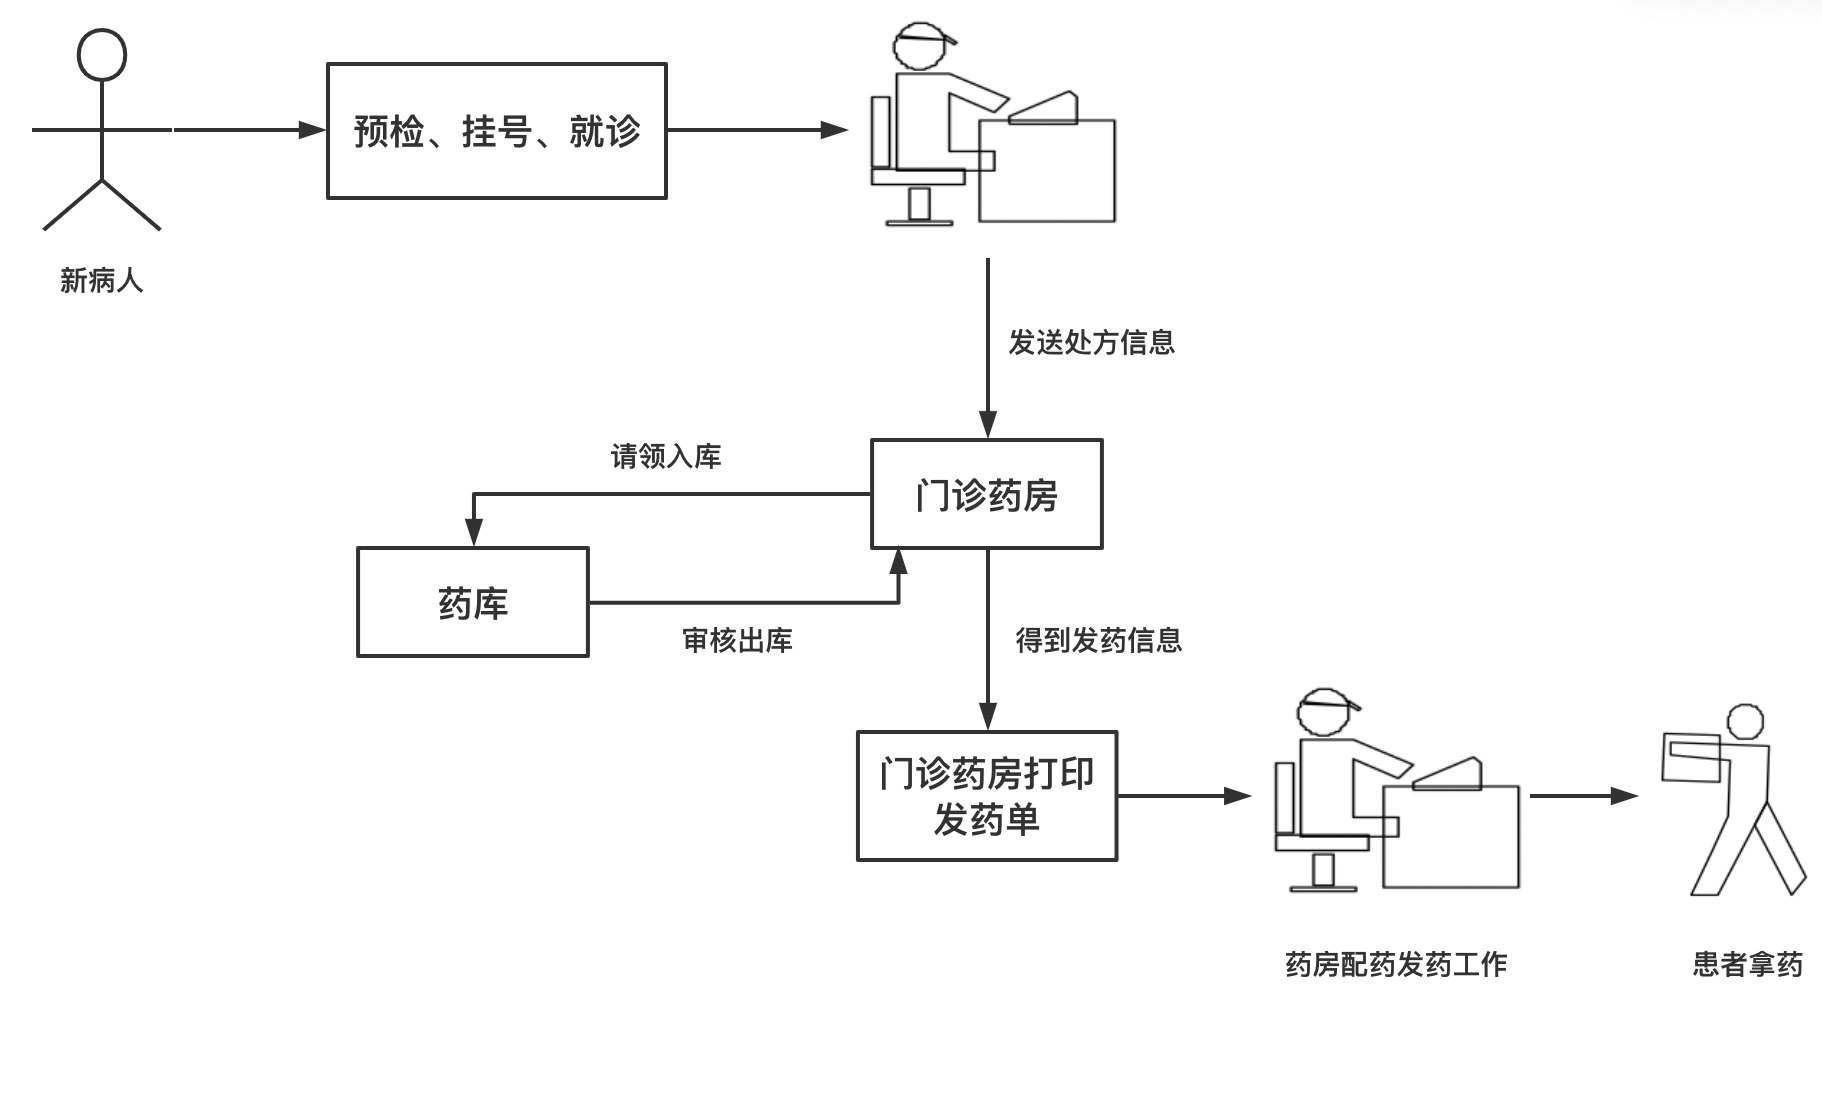 预检、挂号、就诊
新病人
发送处方信息
请领入库
门诊药房
药库
审核出库
得到发药信息
门诊药房打印
发药单
药房配药发药工作
患者拿药